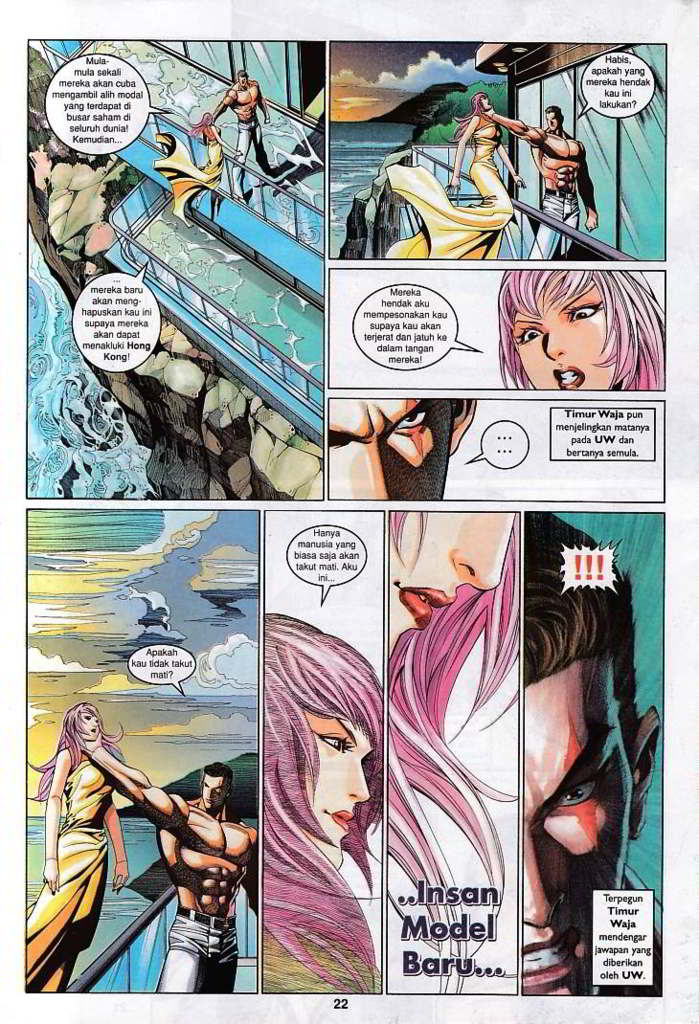 Mula-
mula sekali
mereka akan cuba
mengambil alih modal
yang terdapat di
busar saham di
seluruh dunia!
Kemudian...
...
mereka baru
akan meng-
hapuskan kau ini
supaya mereka
akan dapat
menakluki Hong
Kong!
Habis,
apakah yang
mereka hendak
kau ini
lakukan?
Mereka
hendak aku
mempesonakan kau
supaya kau akan
terjerat dan jatuh ke
dalam tangan
mereka!
Timur Waja pun
menjelingkan matanya
pada UW dan
bertanya semula.
...
...
Apakah
kau tidak takut
mati?
Hanya
manusia yang
biasa saja akan
takut mati. Aku
ini...
..Insan
Model
Baru...
!!!
Terpegun
Timur
Waja
mendengar
jawapan yang
diberikan
oleh UW.
22